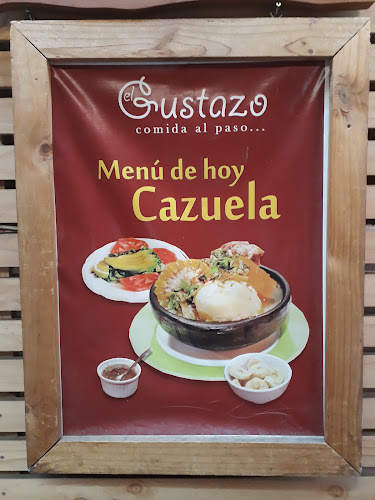 el
Gustazo
comida al paso...
Menú de hoy
Cazuela